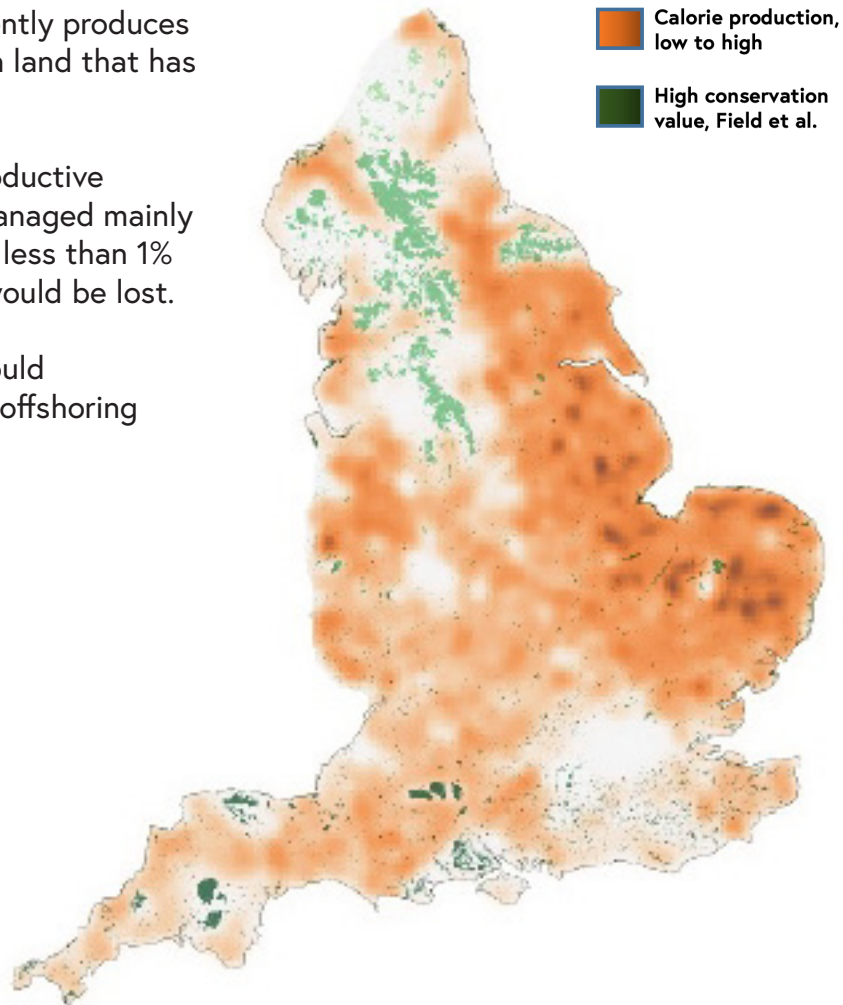 ntly produces
land that has
oductive
anaged mainly
less than 1%
would be lost.
uld
offshoring
Calorie production,
low to high
High conservation
value, Field et al.